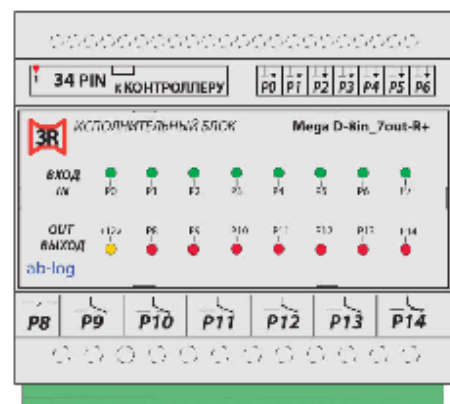 1 34 PIN К КОНТРОЛЛЕРУ P0 P1 P2 P3 P4 P5 P6
3R ИСПОЛНИТЕЛЬНЫЙ БЛОК Mega D-8in_7out-R+
ВХОД
IN P0 P1 P2 P3 P4 P5 P6 P7
OUT +12v P8 P9 P10 P11 P12 P13 P14
ВЫХОД
ab-log
P8 P9 P10 P11 P12 P13 P14